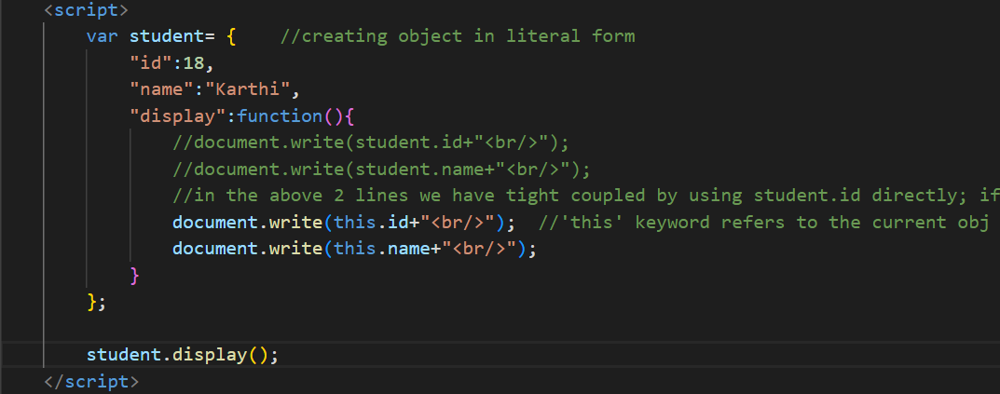 <script>
var student= {    //creating object in literal form
"id":18,
"name":"Karthi",
"display":function(){
//document.write(student.id+"<br/>");
//document.write(student.name+"<br/>");
//in the above 2 lines we have tight coupled by using student.id directly; if
document.write(this.id+"<br/>");  //'this' keyword refers to the current obj
document.write(this.name+"<br/>");
}
};
student.display();
</script>